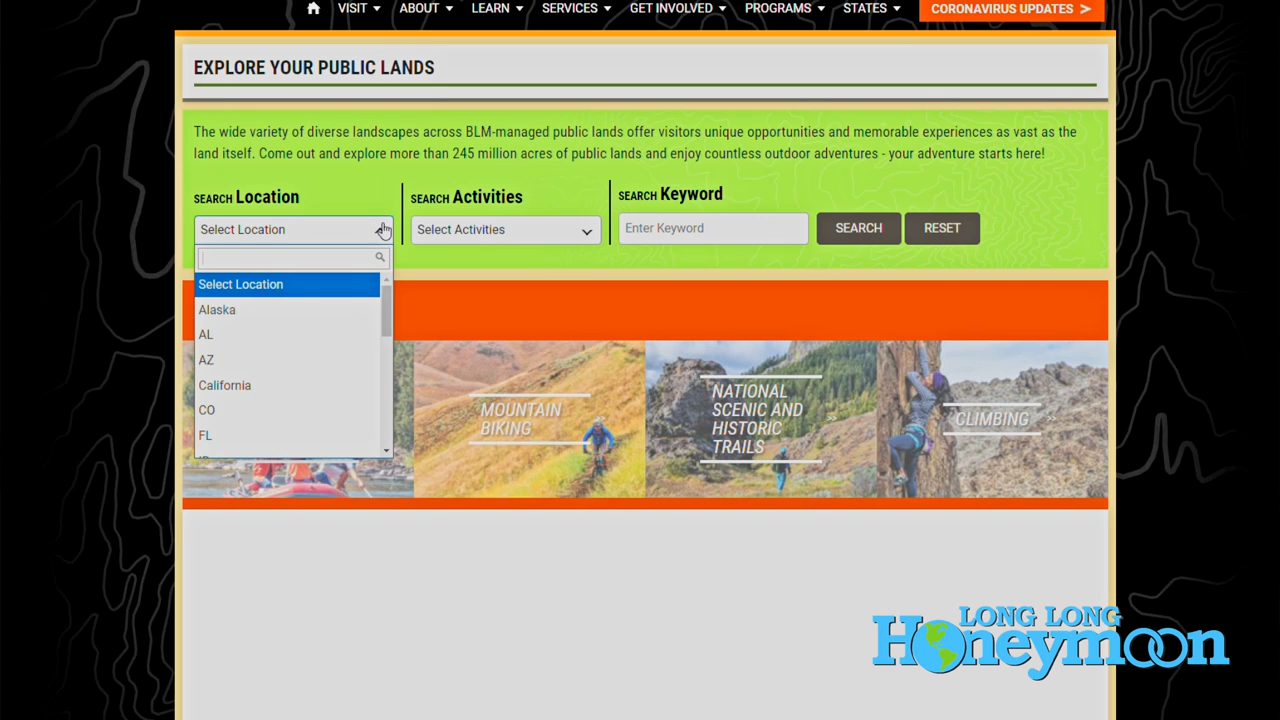 VISIT ABOUT LEARN SERVICES GET INVOLVED PROGRAMS STATES CORONAVIRUS UPDATES >
EXPLORE YOUR PUBLIC LANDS
The wide variety of diverse landscapes across BLM-managed public lands offer visitors unique opportunities and memorable experiences as vast as the
land itself. Come out and explore more than 245 million acres of public lands and enjoy countless outdoor adventures - your adventure starts here!
SEARCH Location
SEARCH Activities
SEARCH Keyword
Select Location
Select Activities
Enter Keyword
SEARCH
RESET
Select Location
Alaska
AL
AZ
California
CO
FL
MOUNTAIN
BIKING >>
NATIONAL
SCENIC AND
HISTORIC
TRAILS >>
CLIMBING >>
LONG LONG
Honeymoon